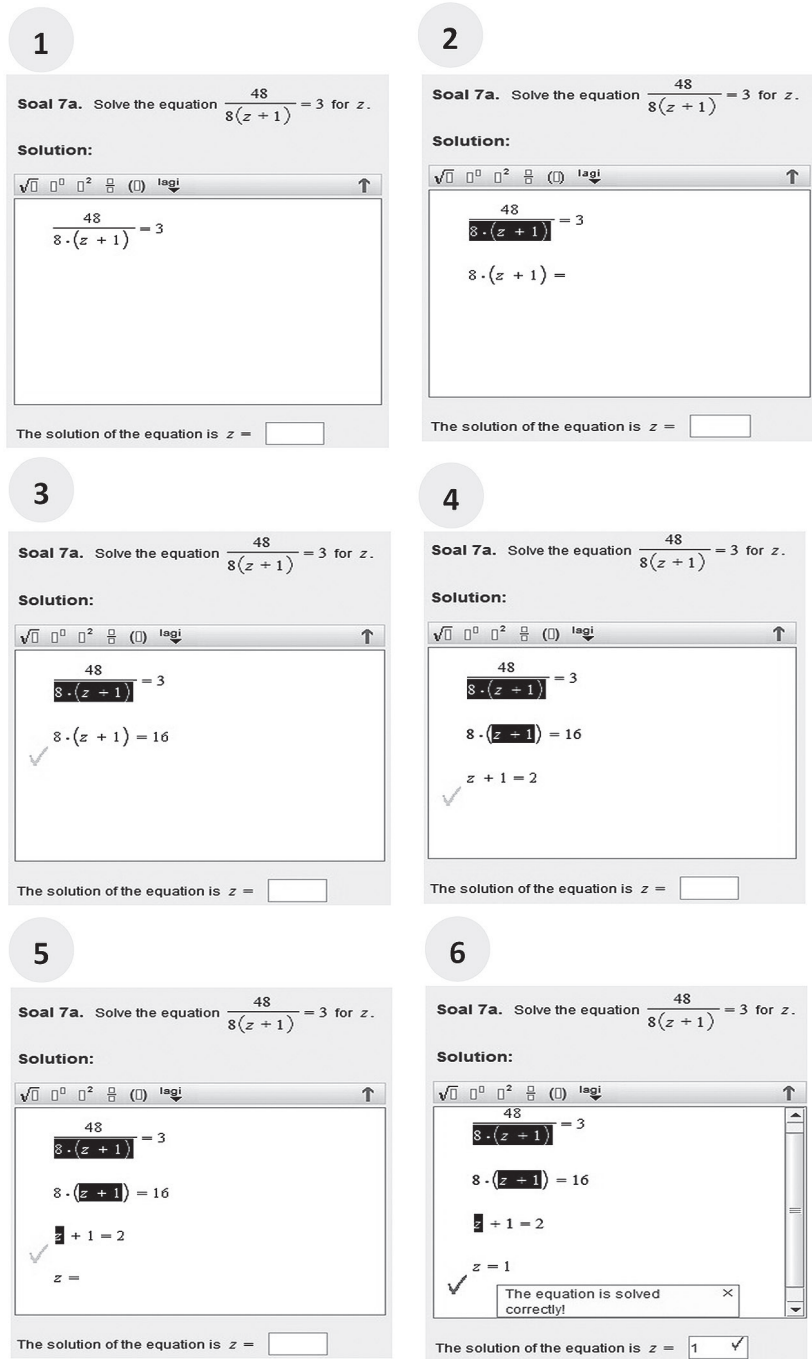 1
Soal 7a. Solve the equation 48/(8(z + 1)) = 3 for z.
Solution:
√▯ ▯▯ ▯² ▯/▯ (▯) lagi ↑
48/(8·(z + 1)) = 3
The solution of the equation is z =
2
Soal 7a. Solve the equation 48/(8(z + 1)) = 3 for z.
Solution:
√▯ ▯▯ ▯² ▯/▯ (▯) lagi ↑
48/(8·(z + 1)) = 3
8·(z + 1) =
The solution of the equation is z =
3
Soal 7a. Solve the equation 48/(8(z + 1)) = 3 for z.
Solution:
√▯ ▯▯ ▯² ▯/▯ (▯) lagi ↑
48/(8·(z + 1)) = 3
8·(z + 1) = 16
The solution of the equation is z =
4
Soal 7a. Solve the equation 48/(8(z + 1)) = 3 for z.
Solution:
√▯ ▯▯ ▯² ▯/▯ (▯) lagi ↑
48/(8·(z + 1)) = 3
8·(z + 1) = 16
z + 1 = 2
The solution of the equation is z =
5
Soal 7a. Solve the equation 48/(8(z + 1)) = 3 for z.
Solution:
√▯ ▯▯ ▯² ▯/▯ (▯) lagi ↑
48/(8·(z + 1)) = 3
8·(z + 1) = 16
z + 1 = 2
z =
The solution of the equation is z =
6
Soal 7a. Solve the equation 48/(8(z + 1)) = 3 for z.
Solution:
√▯ ▯▯ ▯² ▯/▯ (▯) lagi ↑
48/(8·(z + 1)) = 3
8·(z + 1) = 16
z + 1 = 2
z = 1
The equation is solved ×
correctly!
The solution of the equation is z = 1 ✓